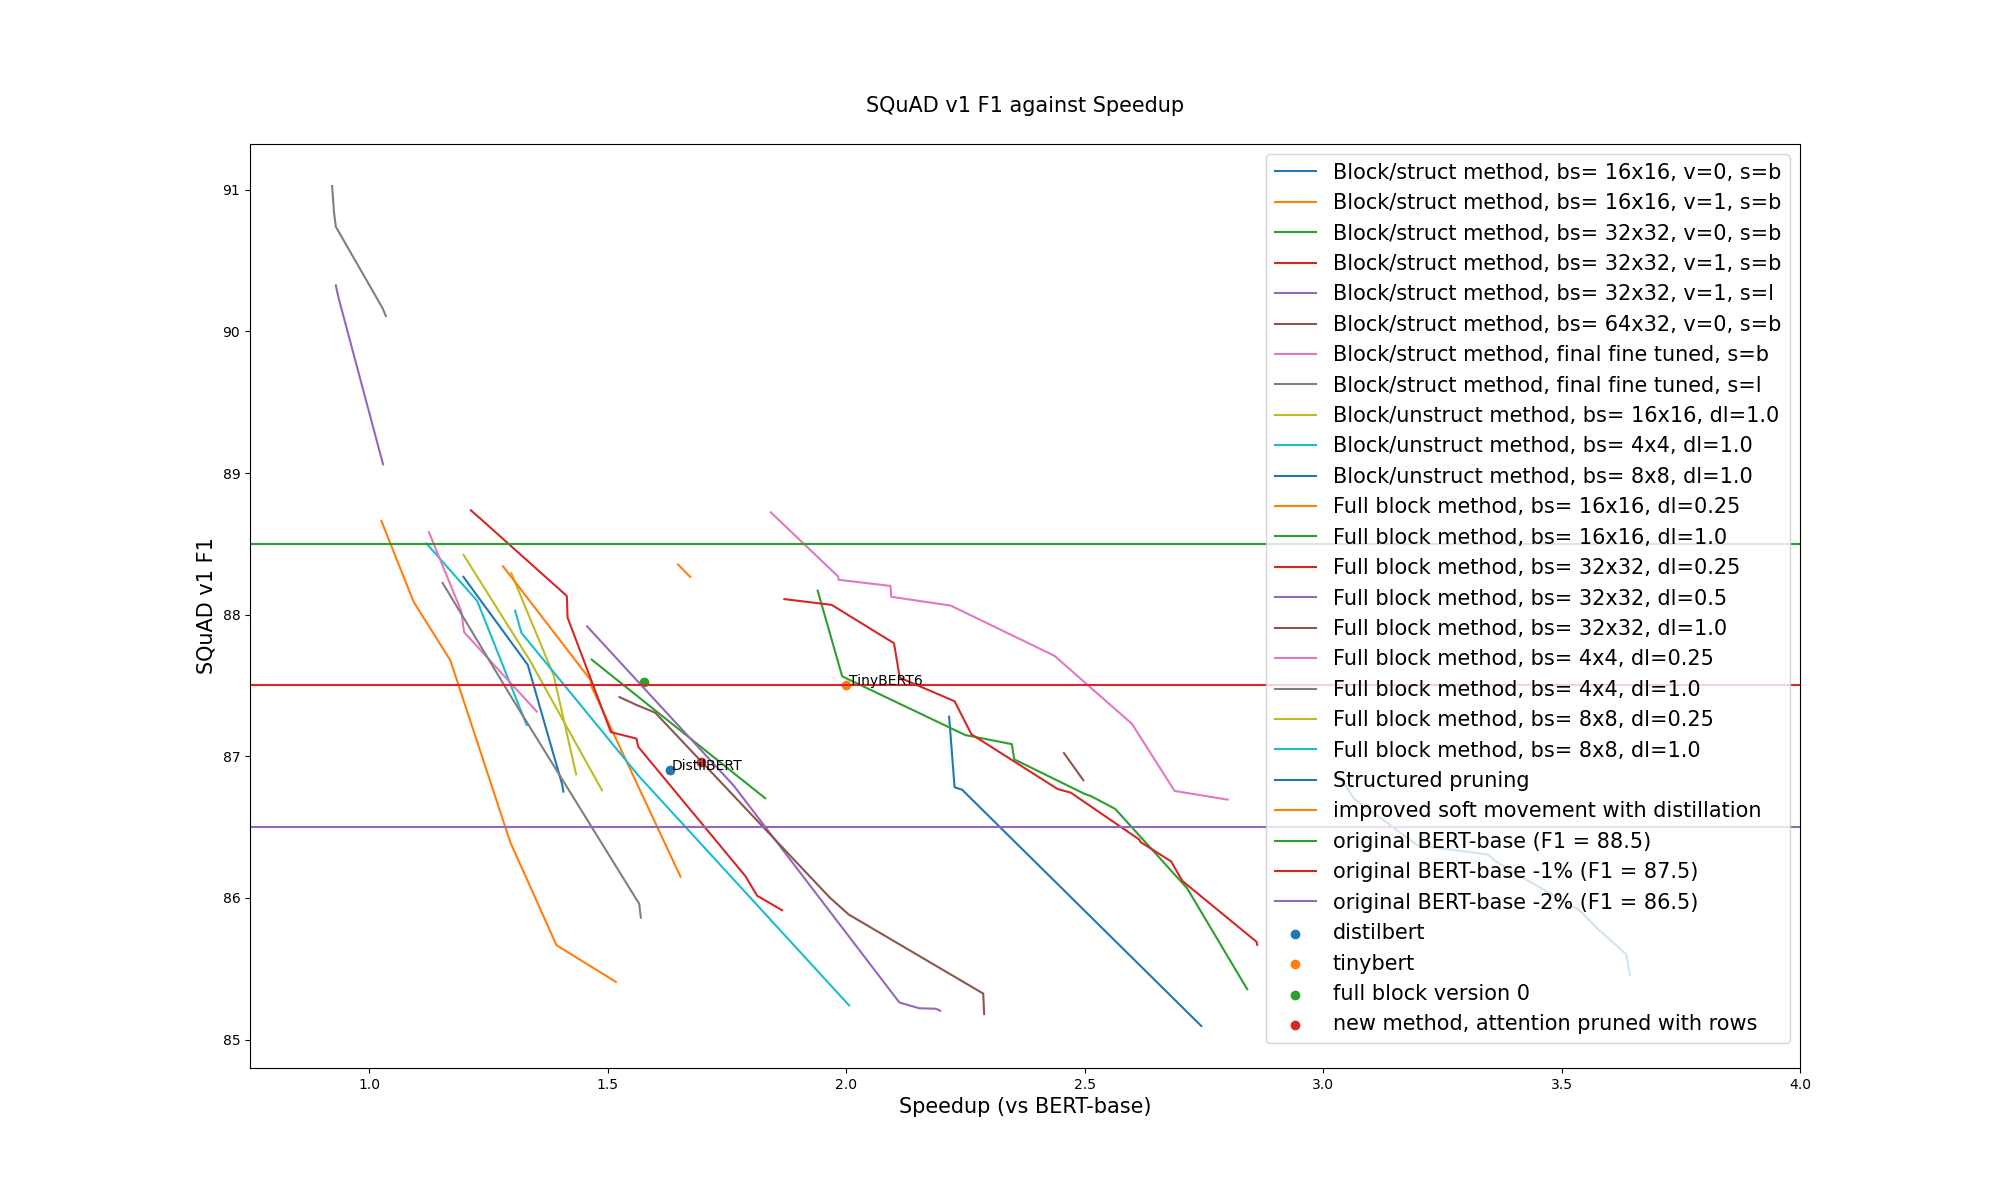 SQuAD v1 F1 against Speedup
91
90
89
88
87
86
85
SQuAD v1 F1
1.0
1.5
2.0
2.5
3.0
3.5
4.0
Speedup (vs BERT-base)
DistilBERT
TinyBERT6
Block/struct method, bs= 16x16, v=0, s=b
Block/struct method, bs= 16x16, v=1, s=b
Block/struct method, bs= 32x32, v=0, s=b
Block/struct method, bs= 32x32, v=1, s=b
Block/struct method, bs= 32x32, v=1, s=l
Block/struct method, bs= 64x32, v=0, s=b
Block/struct method, final fine tuned, s=b
Block/struct method, final fine tuned, s=l
Block/unstruct method, bs= 16x16, dl=1.0
Block/unstruct method, bs= 4x4, dl=1.0
Block/unstruct method, bs= 8x8, dl=1.0
Full block method, bs= 16x16, dl=0.25
Full block method, bs= 16x16, dl=1.0
Full block method, bs= 32x32, dl=0.25
Full block method, bs= 32x32, dl=0.5
Full block method, bs= 32x32, dl=1.0
Full block method, bs= 4x4, dl=0.25
Full block method, bs= 4x4, dl=1.0
Full block method, bs= 8x8, dl=0.25
Full block method, bs= 8x8, dl=1.0
Structured pruning
improved soft movement with distillation
original BERT-base (F1 = 88.5)
original BERT-base -1% (F1 = 87.5)
original BERT-base -2% (F1 = 86.5)
distilbert
tinybert
full block version 0
new method, attention pruned with rows